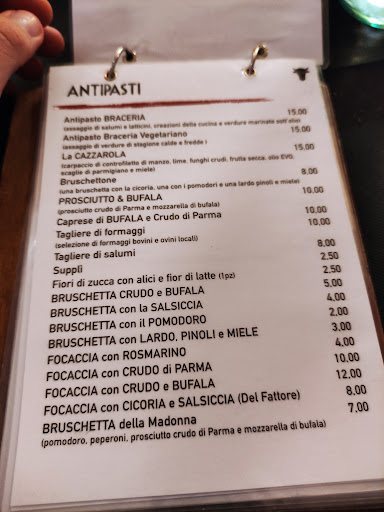 ANTIPASTI
Antipasto BRACERIA 15.00
(assaggio di salumi e latticini, creazioni della cucina e verdure marinate sott'olio)
Antipasto Braceria Vegetariano 15.00
(assaggio di verdure di stagione calde e fredde )
La CAZZAROLA 15.00
(carpaccio di controfiletto di manzo, lime, funghi crudi, frutta secca, olio EVO,
scaglie di parmigiano e miele)
Bruschettone 8.00
(una bruschetta con la cicoria, una con i pomodori e una lardo pinoli e miele)
PROSCIUTTO & BUFALA 10.00
(prosciutto crudo di Parma e mozzarella di bufala)
Caprese di BUFALA e Crudo di Parma 10,00
Tagliere di formaggi 10,00
(selezione di formaggi bovini e ovini locali)
Tagliere di salumi 8,00
Supplì 2.50
Fiori di zucca con alici e fior di latte (1pz) 2.50
BRUSCHETTA CRUDO e BUFALA 5.00
BRUSCHETTA con la SALSICCIA 4,00
BRUSCHETTA con il POMODORO 2,00
BRUSCHETTA con LARDO, PINOLI e MIELE 3,00
FOCACCIA con ROSMARINO 4,00
FOCACCIA con CRUDO di PARMA 10,00
FOCACCIA con CRUDO e BUFALA 12,00
FOCACCIA con CICORIA e SALSICCIA (Del Fattore) 8,00
BRUSCHETTA della Madonna 7,00
(pomodoro, peperoni, prosciutto crudo di Parma e mozzarella di bufala)